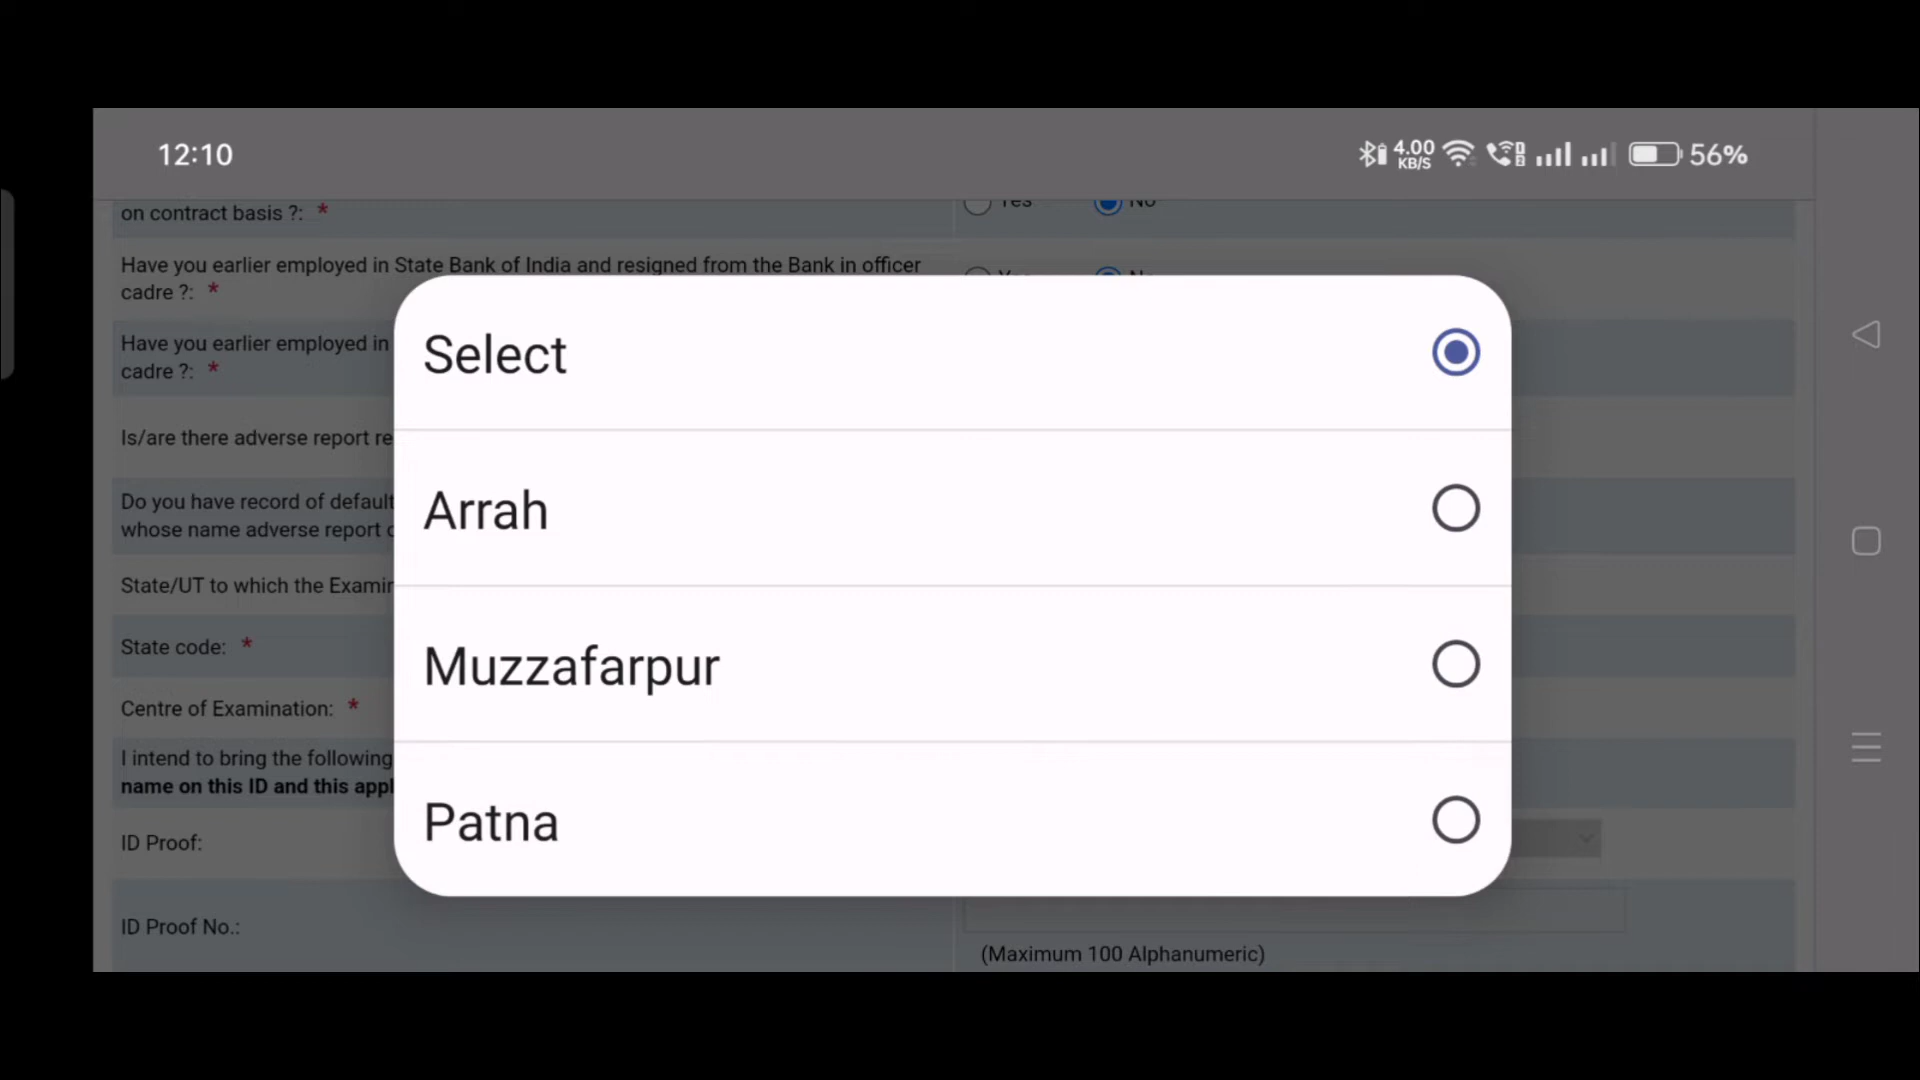 12:10
4.00
KB/S
56%
on contract basis ?: *
Yes
No
Have you earlier employed in State Bank of India and resigned from the Bank in officer
cadre ?: *
No
Have you earlier employed in
cadre ?: *
Is/are there adverse report re
Do you have record of default
whose name adverse report
State/UT to which the Examin
State code: *
Centre of Examination: *
I intend to bring the following
name on this ID and this appl
ID Proof:
ID Proof No.:
(Maximum 100 Alphanumeric)
Select
Arrah
Muzzafarpur
Patna